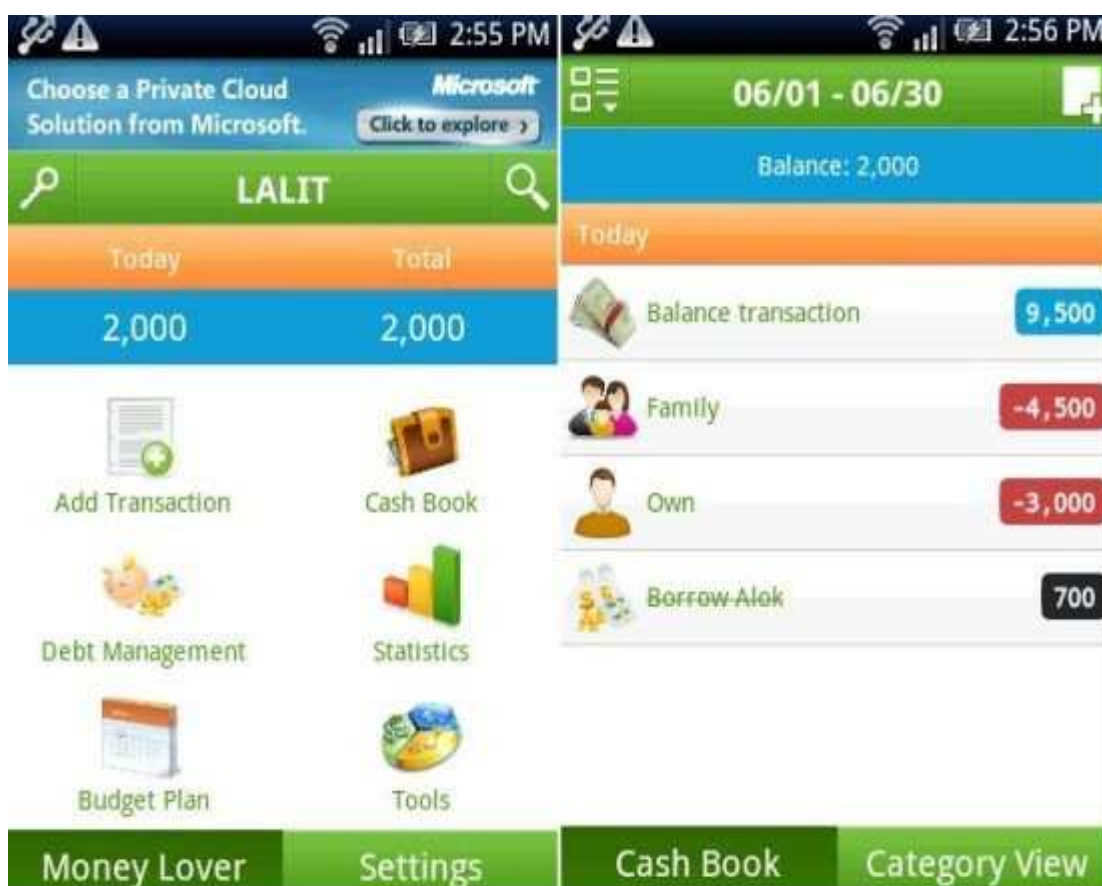 2:55 PM
Choose a Private Cloud
Solution from Microsoft.
Microsoft
Click to explore ›
LALIT
Today Total
2,000 2,000
Add Transaction Cash Book
Debt Management Statistics
Budget Plan Tools
Money Lover Settings
2:56 PM
06/01 - 06/30
Balance: 2,000
Today
Balance transaction 9,500
Family -4,500
Own -3,000
Borrow Alok 700
Cash Book Category View